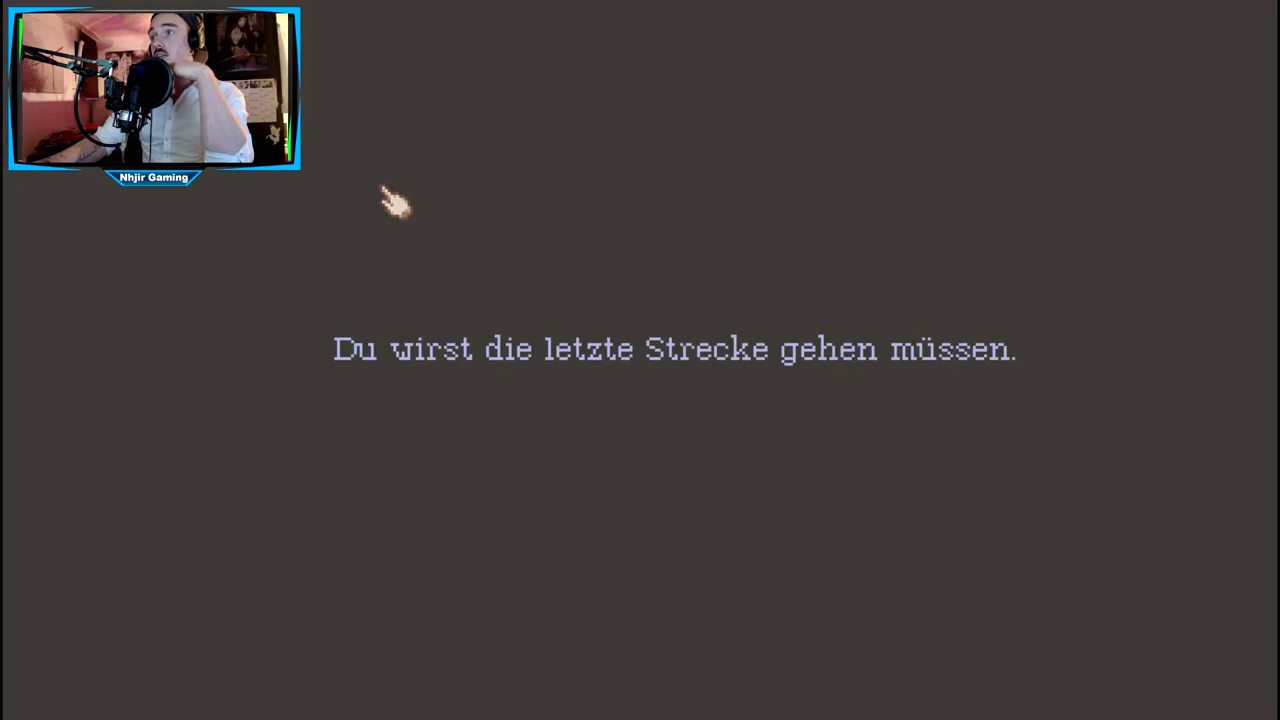 Nhjir Gaming
Du wirst die letzte Strecke gehen müssen.